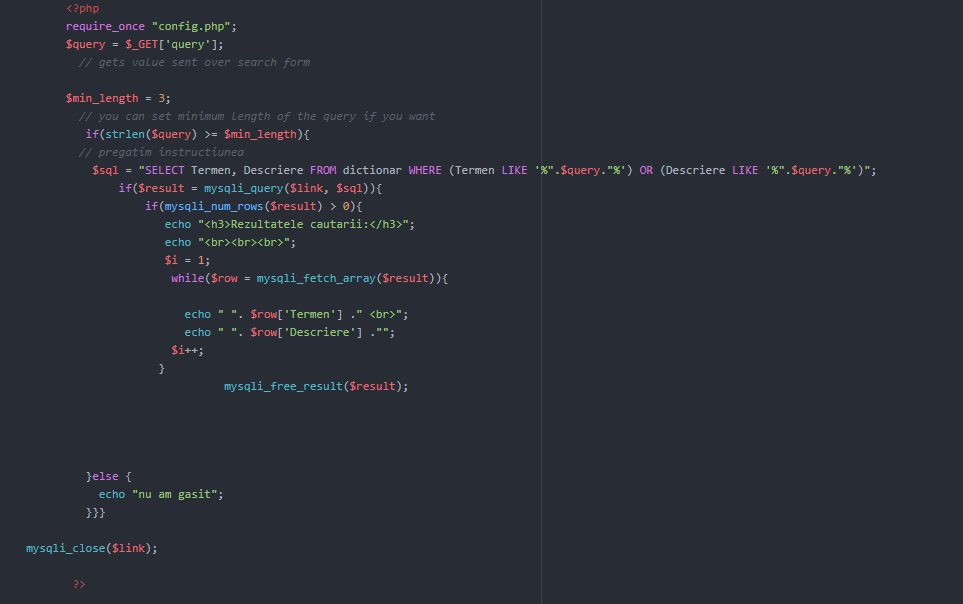 <?php
require_once "config.php";
$query = $_GET['query'];
// gets value sent over search form
$min_length = 3;
// you can set minimum length of the query if you want
if(strlen($query) >= $min_length){
// pregatim instructiunea
$sql = "SELECT Termen, Descriere FROM dictionar WHERE (Termen LIKE '%".$query."%') OR (Descriere LIKE '%".$query."%')";
if($result = mysqli_query($link, $sql)){
if(mysqli_num_rows($result) > 0){
echo "<h3>Rezultatele cautarii:</h3>";
echo "<br><br><br>";
$i = 1;
while($row = mysqli_fetch_array($result)){
echo " ". $row['Termen'] ." <br>";
echo " ". $row['Descriere'] ."";
$i++;
}
mysqli_free_result($result);
}else {
echo "nu am gasit";
}}}
mysqli_close($link);
?>